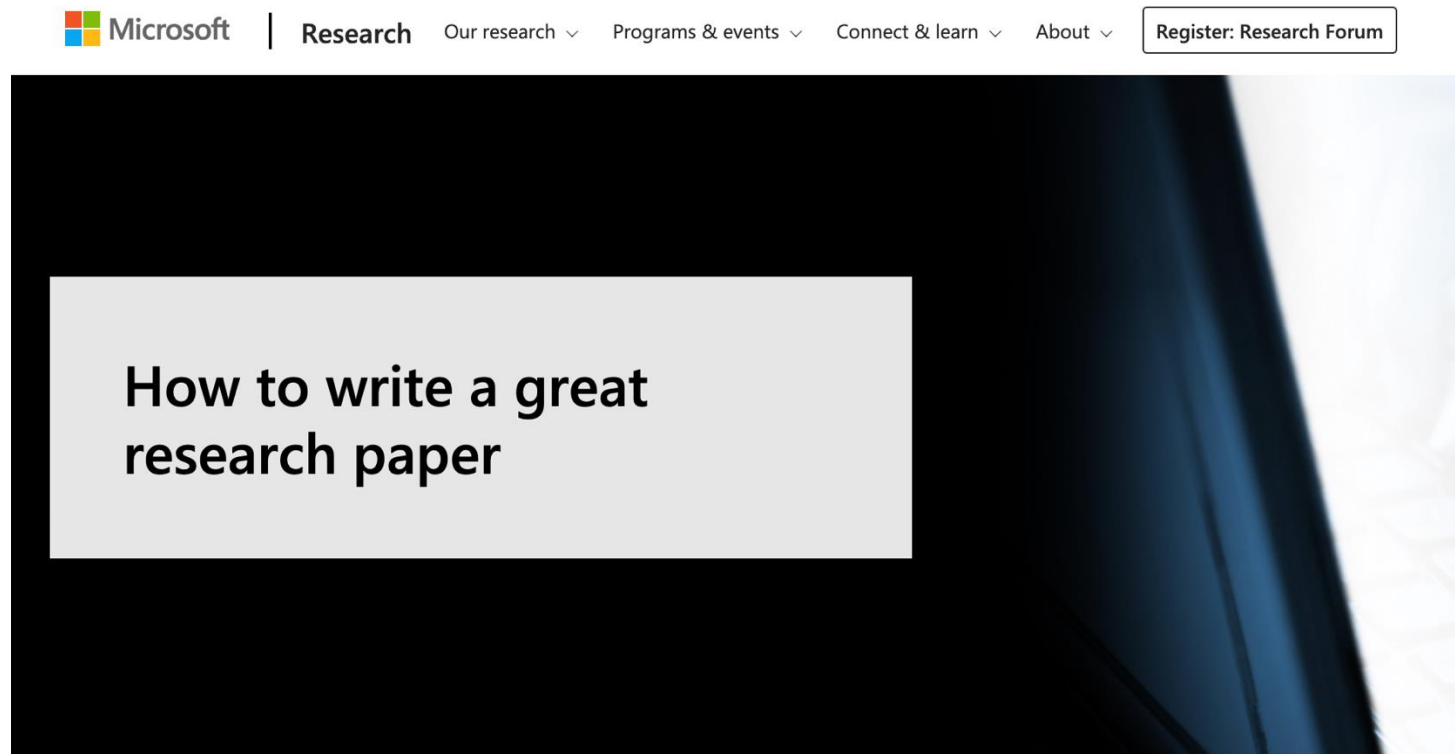 Microsoft Research Our research Programs & events Connect & learn About Register: Research Forum
How to write a great
research paper